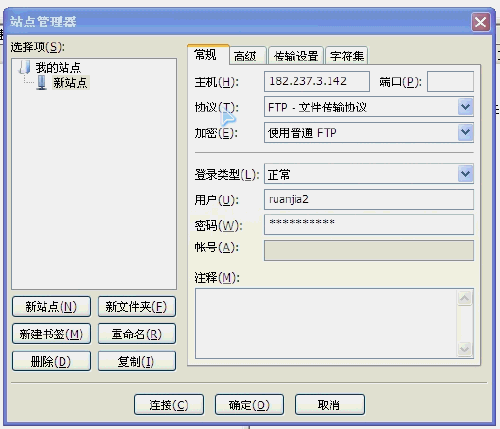 站点管理器
选择项(S):
我的站点
新站点
新站点(N) 新文件夹(F)
新建书签(M) 重命名(R)
删除(D) 复制(I)
常规 高级 传输设置 字符集
主机(H): 182.237.3.142 端口(P):
协议(T): FTP - 文件传输协议
加密(E): 使用普通 FTP
登录类型(L): 正常
用户(U): ruanjia2
密码(W): **********
帐号(A):
注释(M):
连接(C) 确定(O) 取消